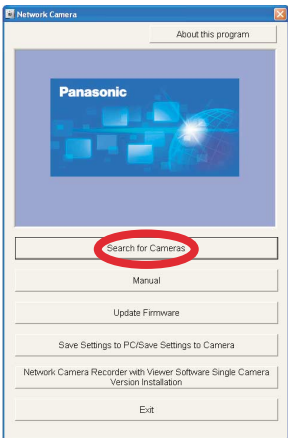 Network Camera
About this program
Panasonic
Search for Cameras
Manual
Update Firmware
Save Settings to PC/Save Settings to Camera
Network Camera Recorder with Viewer Software Single Camera
Version Installation
Exit